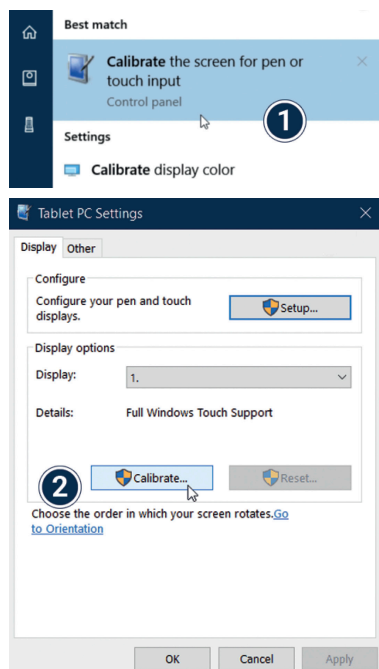 Best match
Calibrate the screen for pen or
touch input
Control panel
1
Settings
Calibrate display color
Tablet PC Settings
Display Other
Configure
Configure your pen and touch
displays.
Setup...
Display options
Display:
1.
Details:
Full Windows Touch Support
2
Calibrate...
Reset...
Choose the order in which your screen rotates.Go
to Orientation
OK Cancel Apply